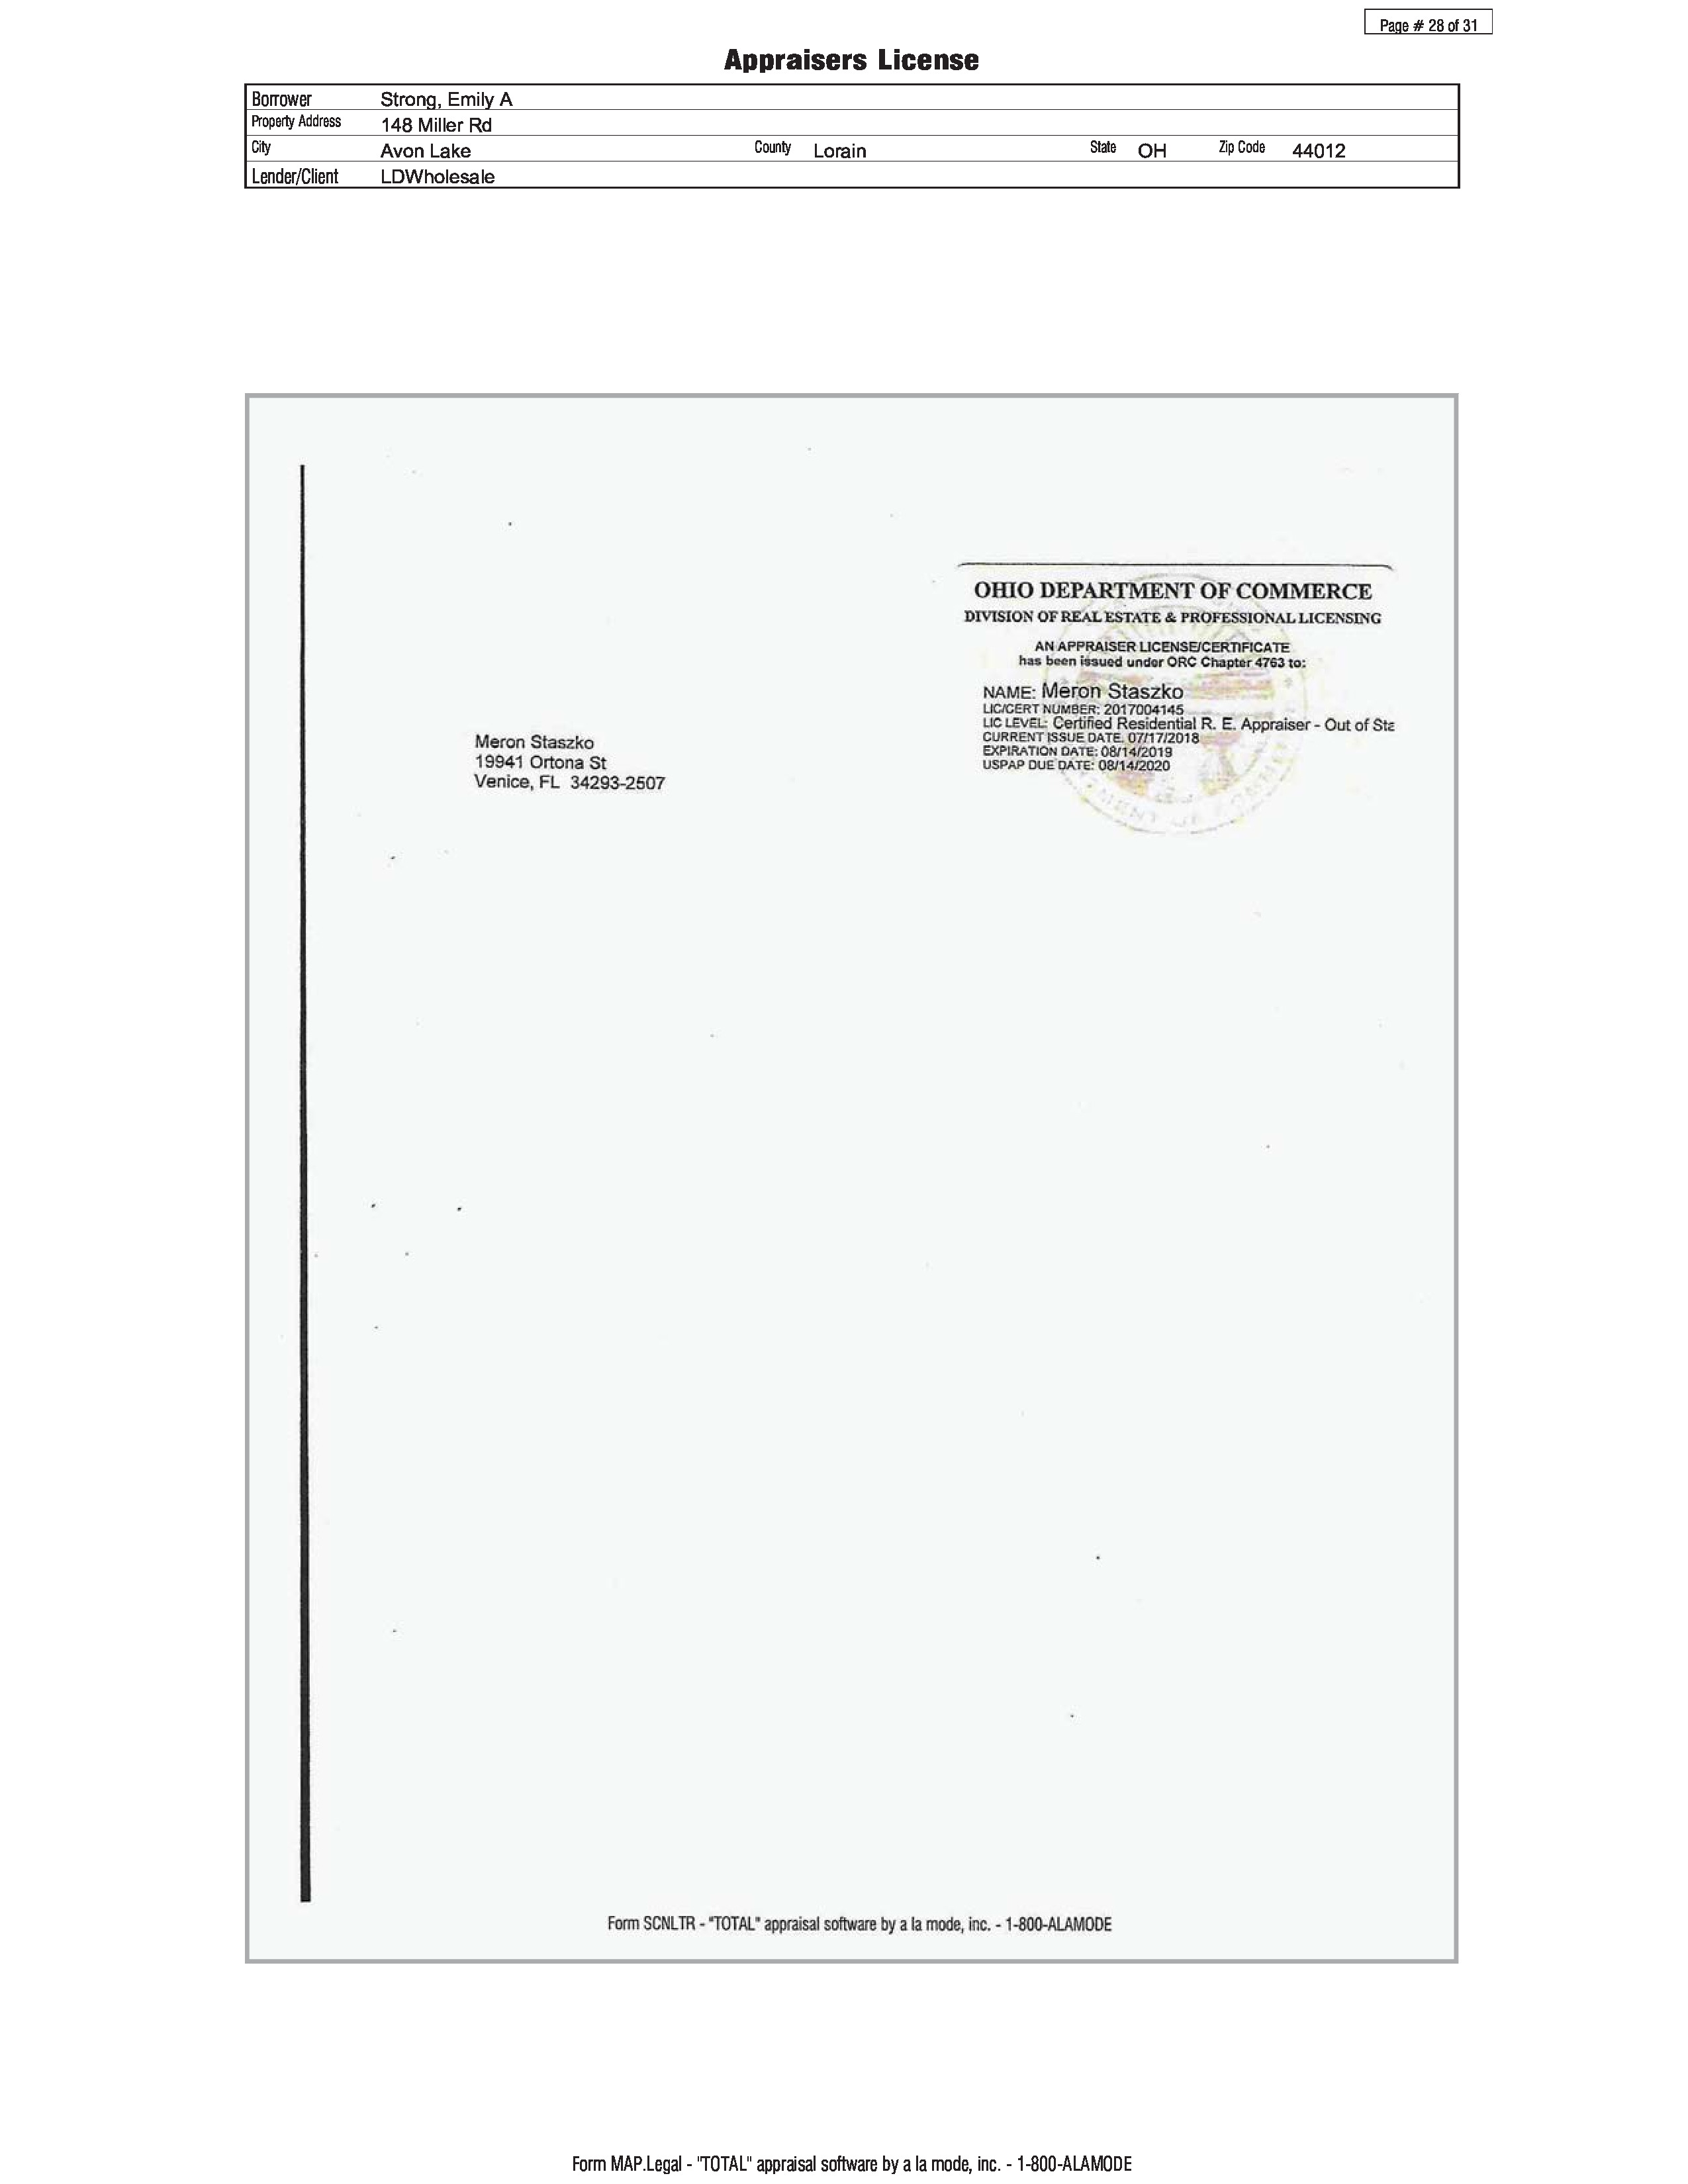 Page # 28 of 31
Appraisers License
Borrower Strong, Emily A
Property Address 148 Miller Rd
City Avon Lake County Lorain State OH Zip Code 44012
Lender/Client LDWholesale
OHIO DEPARTMENT OF COMMERCE
DIVISION OF REAL ESTATE & PROFESSIONAL LICENSING
AN APPRAISER LICENSE/CERTIFICATE
has been issued under ORC Chapter 4763 to:
NAME: Meron Staszko
LIC/CERT NUMBER: 2017004145
LIC LEVEL: Certified Residential R. E. Appraiser - Out of Sta
CURRENT ISSUE DATE: 07/17/2018
EXPIRATION DATE: 08/14/2019
USPAP DUE DATE: 08/14/2020
Meron Staszko
19941 Ortona St
Venice, FL 34293-2507
Form SCNLTR - "TOTAL" appraisal software by a la mode, inc. - 1-800-ALAMODE
Form MAP.Legal - "TOTAL" appraisal software by a la mode, inc. - 1-800-ALAMODE